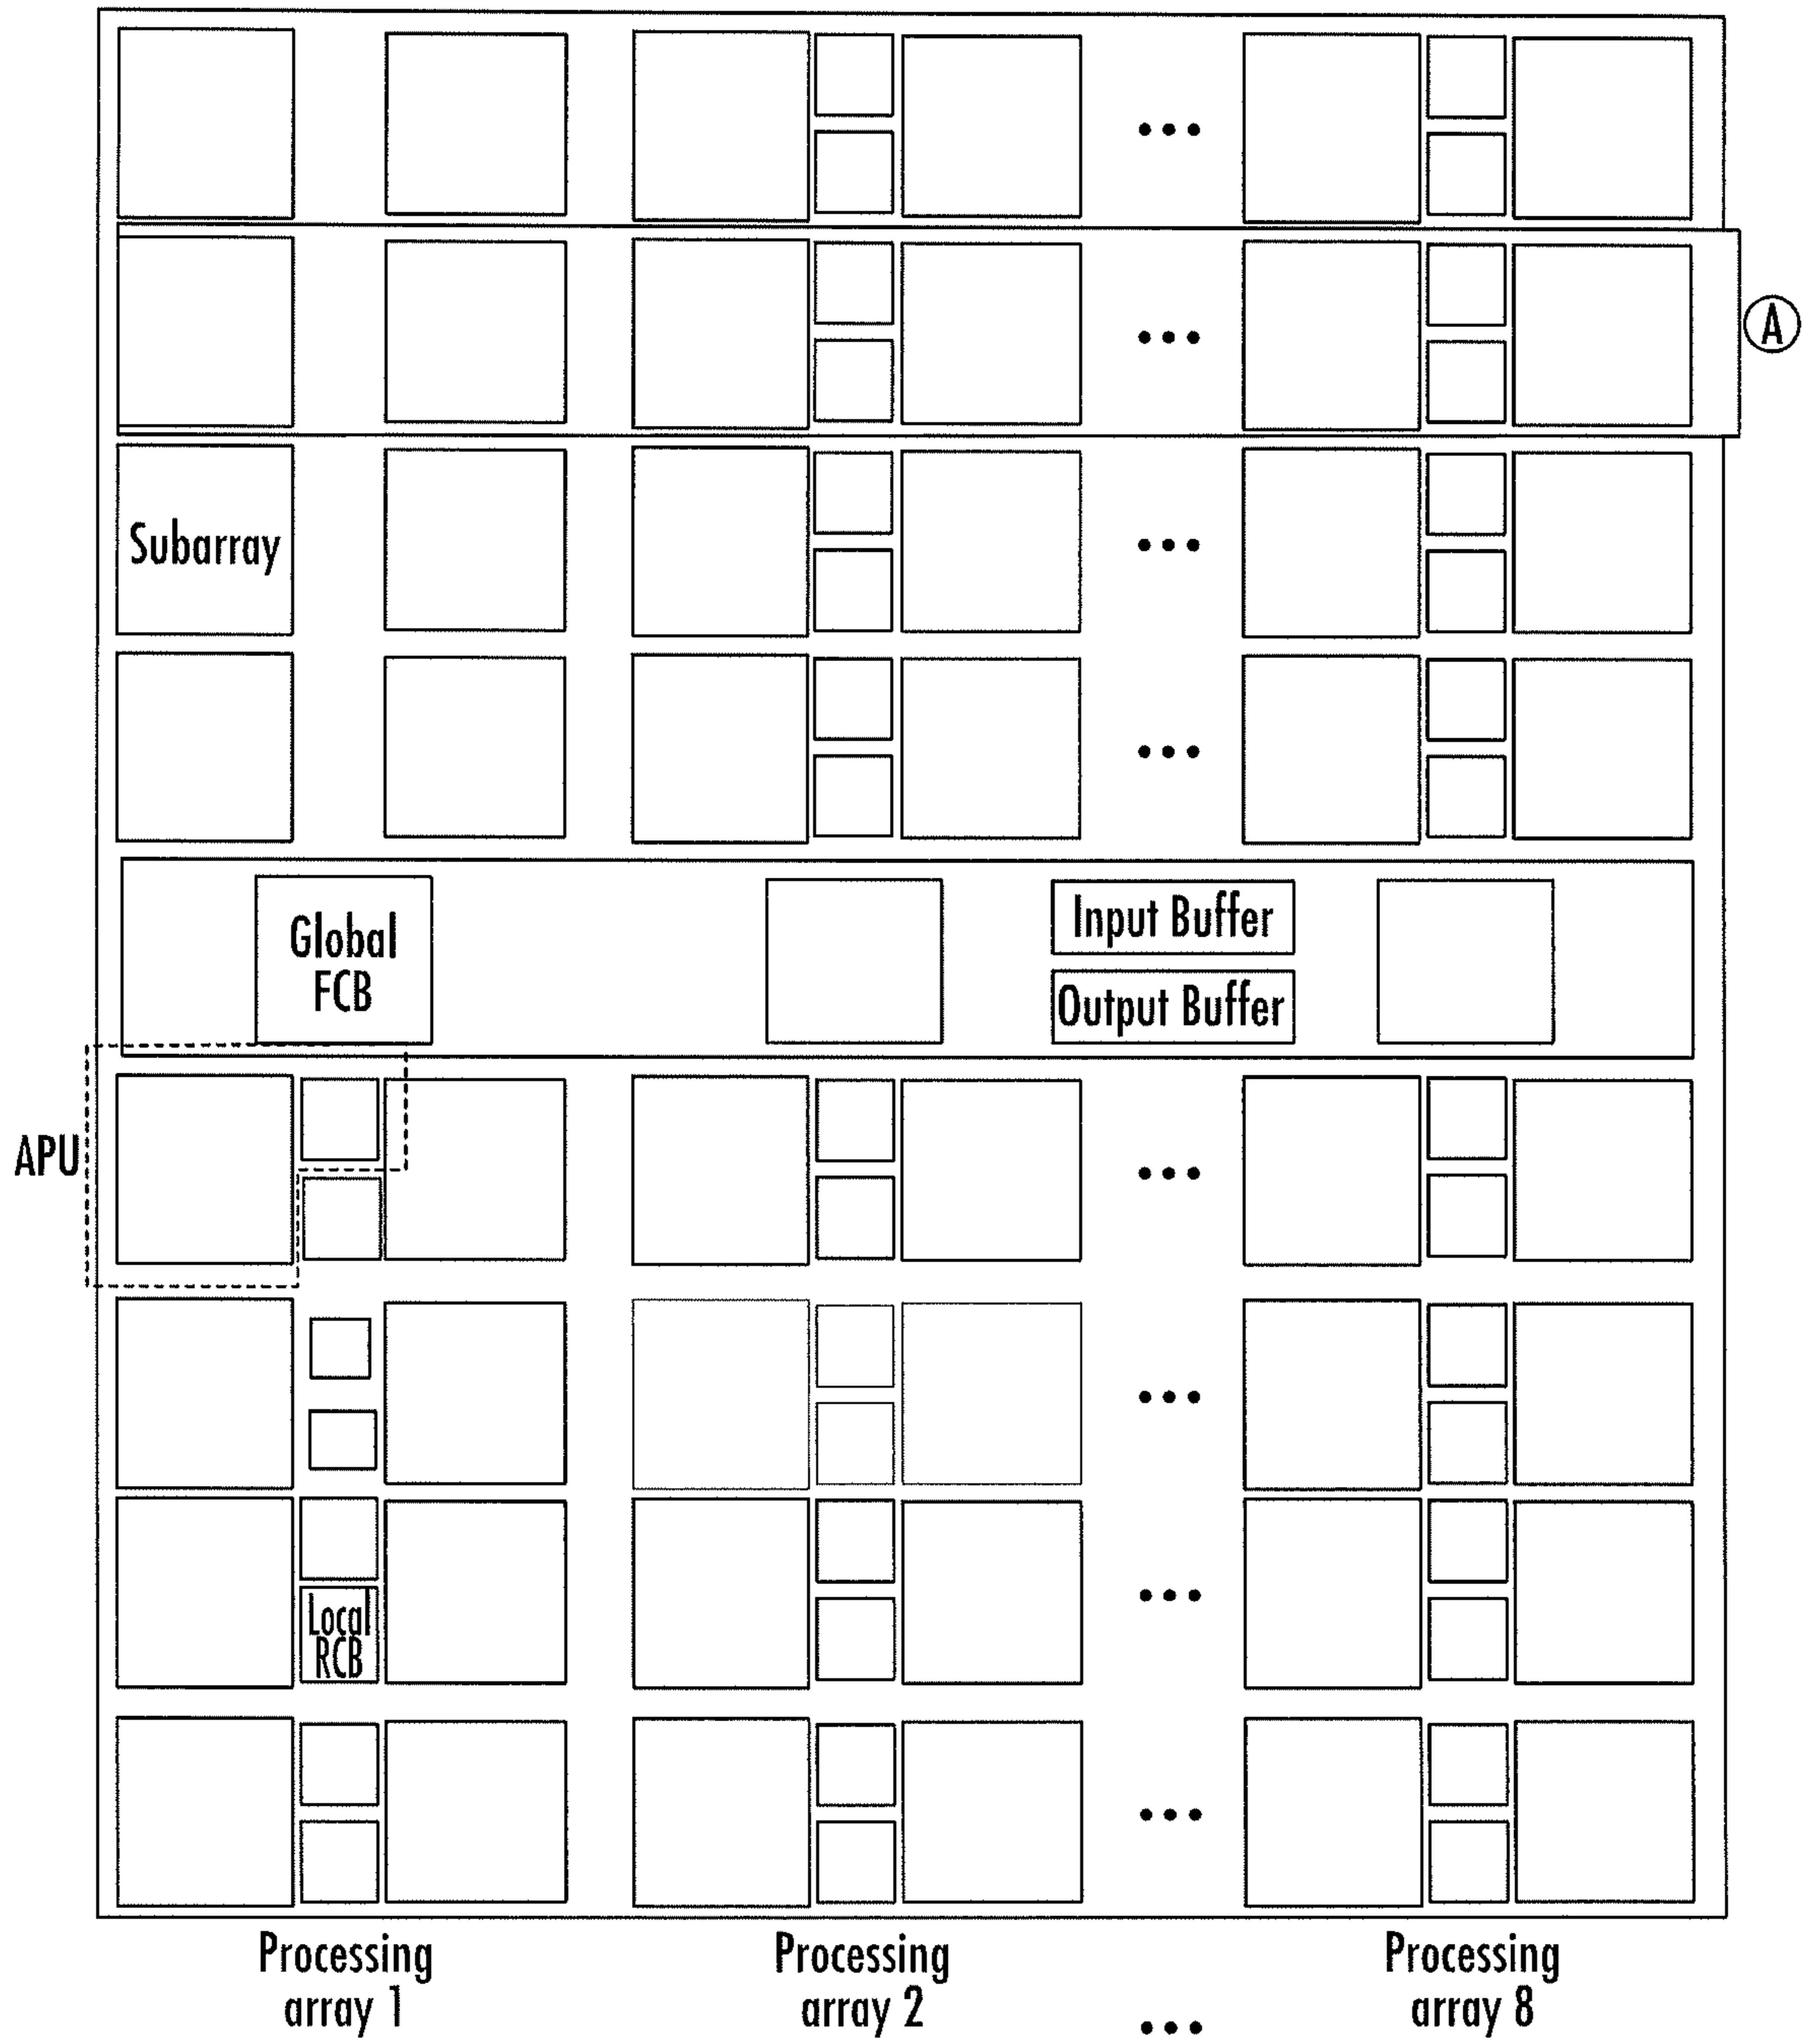 A
Subarray
Global
FCB
Input Buffer
Output Buffer
APU
Local
RCB
Processing
array 1
Processing
array 2
...
Processing
array 8